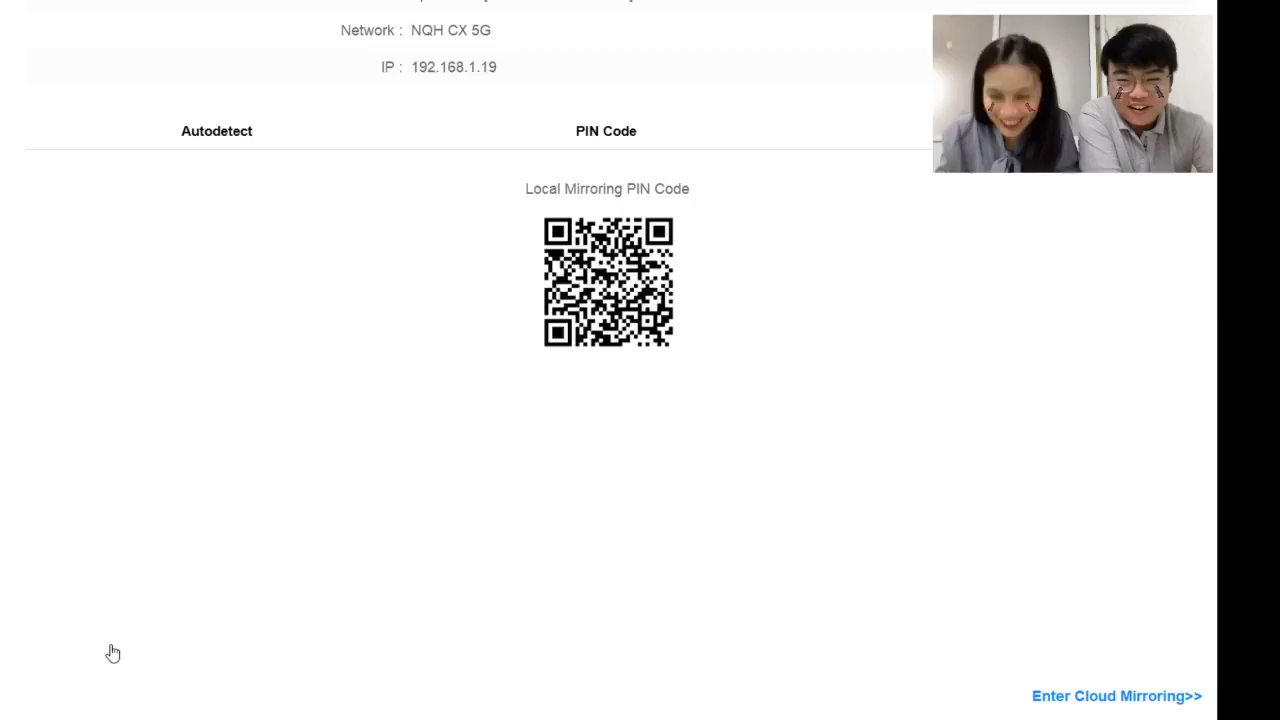 Network : NQH CX 5G
IP : 192.168.1.19
Autodetect
PIN Code
Local Mirroring PIN Code
Enter Cloud Mirroring>>